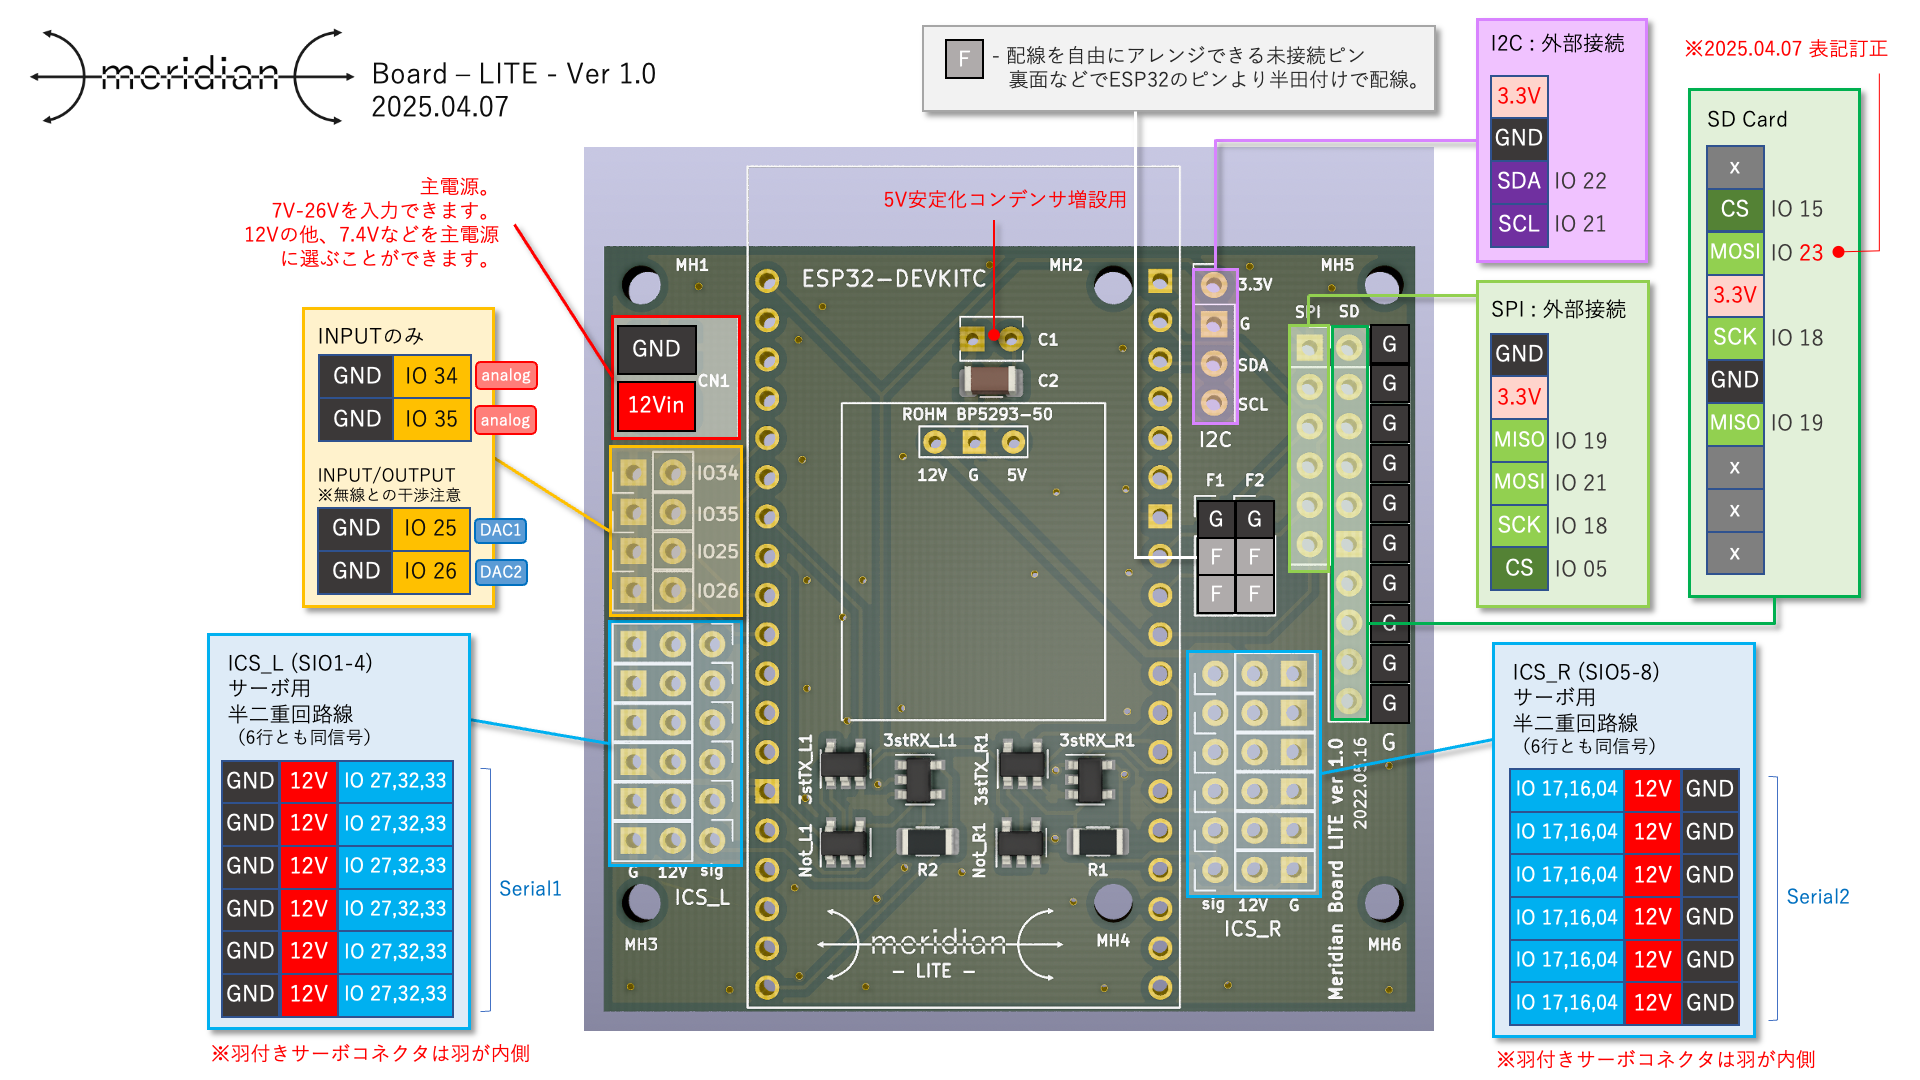 meridian
Board – LITE - Ver 1.0
2025.04.07
F
- 配線を自由にアレンジできる未接続ピン
裏面などでESP32のピンより半田付けで配線。
I2C : 外部接続
3.3V
GND
SDA IO 22
SCL IO 21
※2025.04.07 表記訂正
SD Card
x
CS IO 15
MOSI IO 23
3.3V
SCK IO 18
GND
MISO IO 19
x
x
x
SPI : 外部接続
GND
3.3V
MISO IO 19
MOSI IO 21
SCK IO 18
CS IO 05
主電源。
7V-26Vを入力できます。
12Vの他、7.4Vなどを主電源
に選ぶことができます。
5V安定化コンデンサ増設用
INPUTのみ
GND IO 34 analog
GND IO 35 analog
INPUT/OUTPUT
※無線との干渉注意
GND IO 25 DAC1
GND IO 26 DAC2
ICS_L (SIO1-4)
サーボ用
半二重回路線
（6行とも同信号）
GND 12V IO 27,32,33
GND 12V IO 27,32,33
GND 12V IO 27,32,33
GND 12V IO 27,32,33
GND 12V IO 27,32,33
GND 12V IO 27,32,33
Serial1
※羽付きサーボコネクタは羽が内側
MH1
ESP32-DEVKITC
MH2
MH5
GND
12Vin
CN1
C1
C2
ROHM BP5293-50
12V G 5V
IO34
IO35
IO25
IO26
3.3V
G
SDA
SCL
I2C
SPI SD
G
G
G
G
G
G
G
G
G
G
G
F1 F2
G G
F F
F F
3stTX_L1
3stRX_L1
3stTX_R1
3stRX_R1
Not_L1
R2
Not_R1
R1
G 12V sig
ICS_L
sig 12V G
ICS_R
MH3
meridian
- LITE -
MH4
MH6
Meridian Board LITE ver 1.0
2022.05.16
ICS_R (SIO5-8)
サーボ用
半二重回路線
（6行とも同信号）
IO 17,16,04 12V GND
IO 17,16,04 12V GND
IO 17,16,04 12V GND
IO 17,16,04 12V GND
IO 17,16,04 12V GND
IO 17,16,04 12V GND
Serial2
※羽付きサーボコネクタは羽が内側